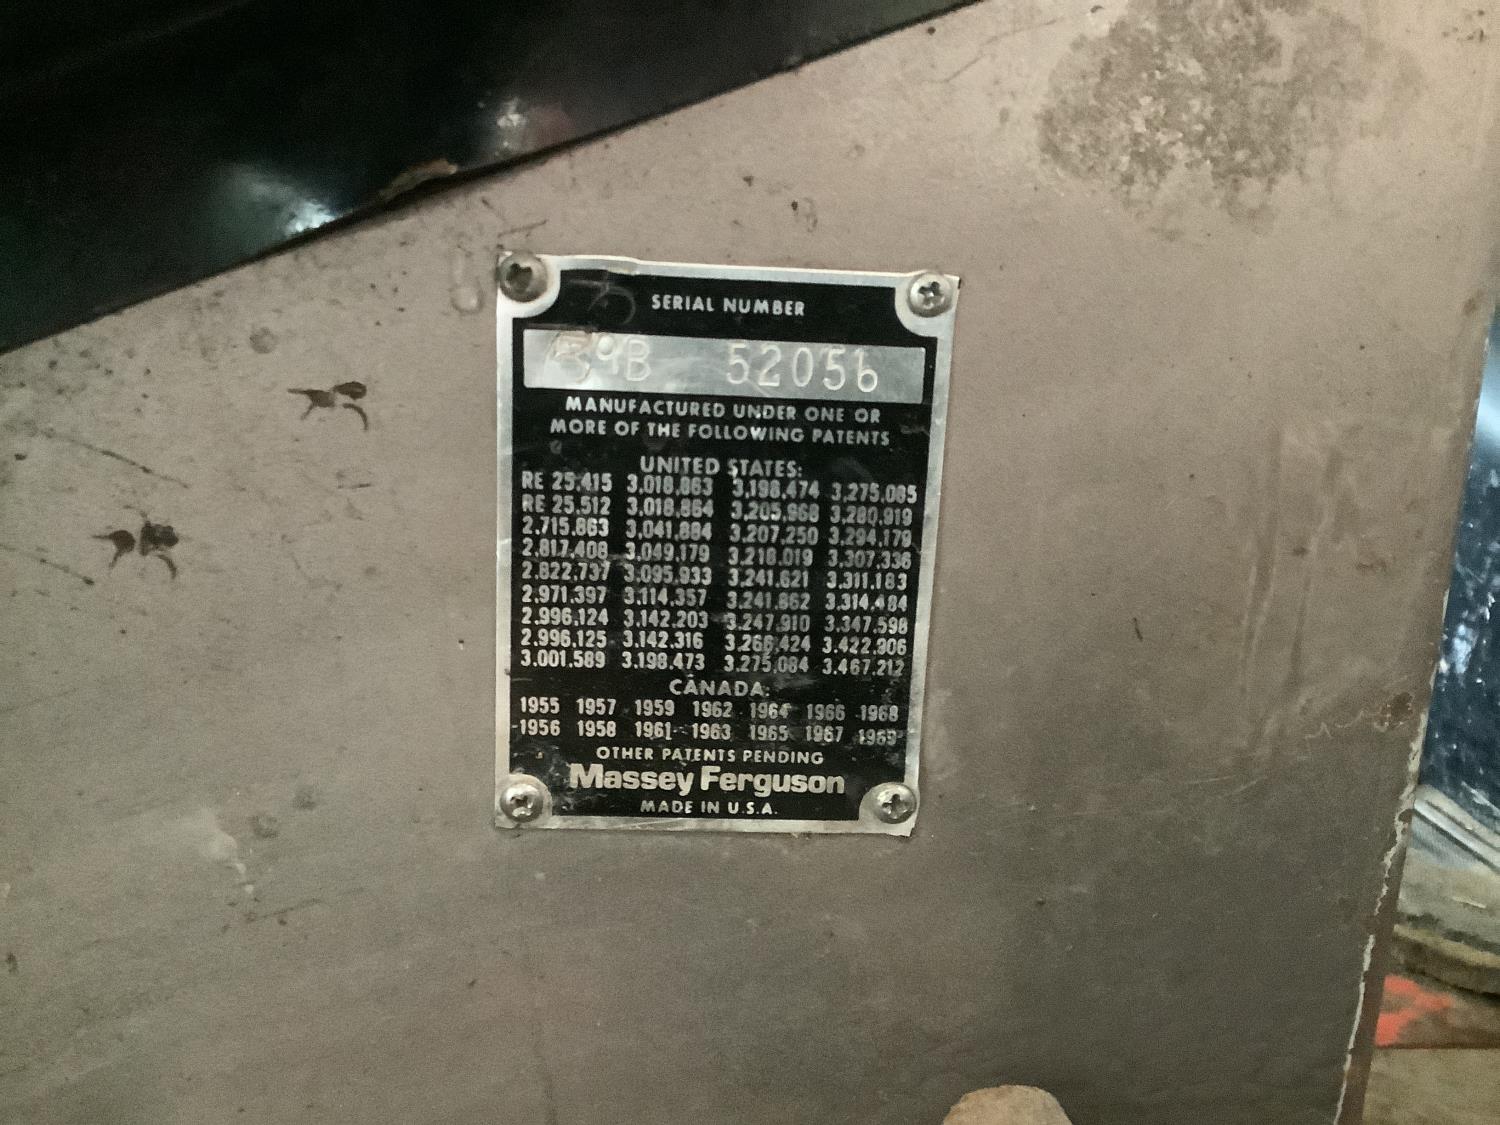 SERIAL NUMBER
39B 52056
MANUFACTURED UNDER ONE OR
MORE OF THE FOLLOWING PATENTS
UNITED STATES:
RE 25.415 3.018.863 3.198.474 3.275.085
RE 25.512 3.018.864 3.205.968 3.280.919
2.715.863 3.041.884 3.207.250 3.294.179
2.817.408 3.049.179 3.218.019 3.307.336
2.822.737 3.095.933 3.241.621 3.311.183
2.971.397 3.114.357 3.241.862 3.314.484
2.996.124 3.142.203 3.247.910 3.347.598
2.996.125 3.142.316 3.266.424 3.422.906
3.001.589 3.198.473 3.275.084 3.467.212
CANADA:
1955 1957 1959 1962 1964 1966 1968
1956 1958 1961 1963 1965 1967 1969
OTHER PATENTS PENDING
Massey Ferguson
MADE IN U.S.A.